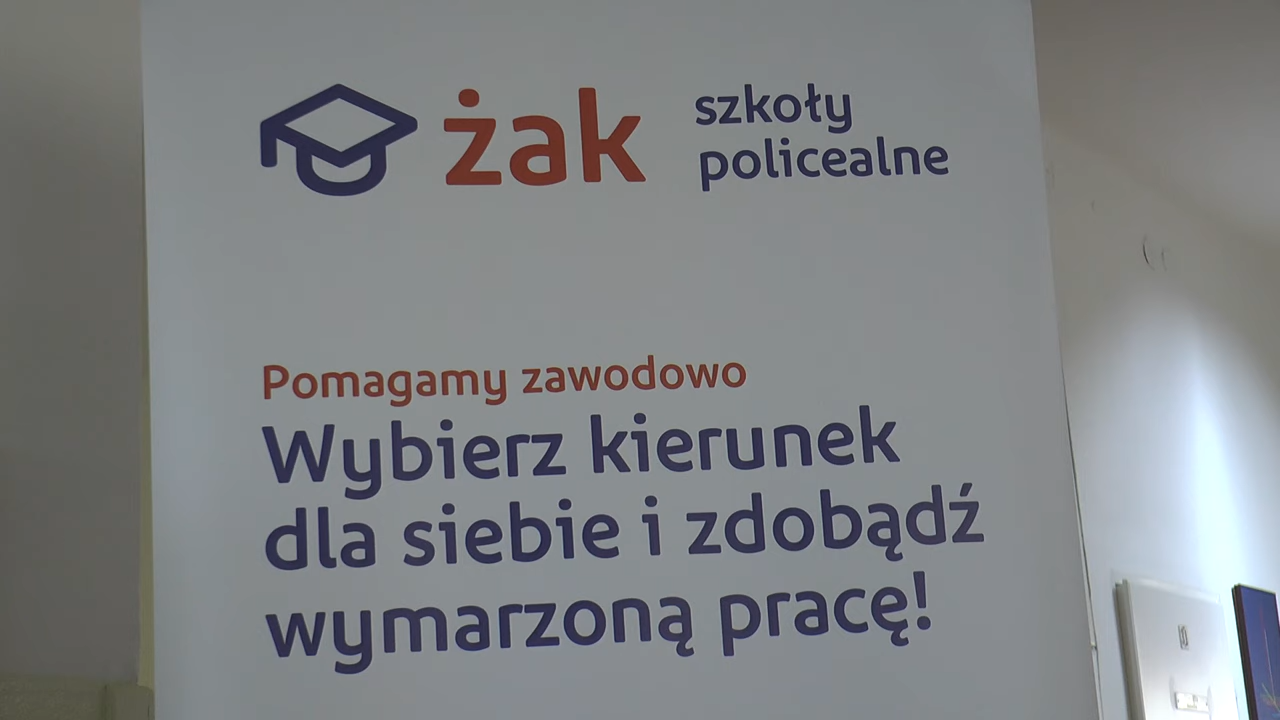 żak
szkoły
policealne
Pomagamy zawodowo
Wybierz kierunek
dla siebie i zdobądź
wymarzoną pracę!